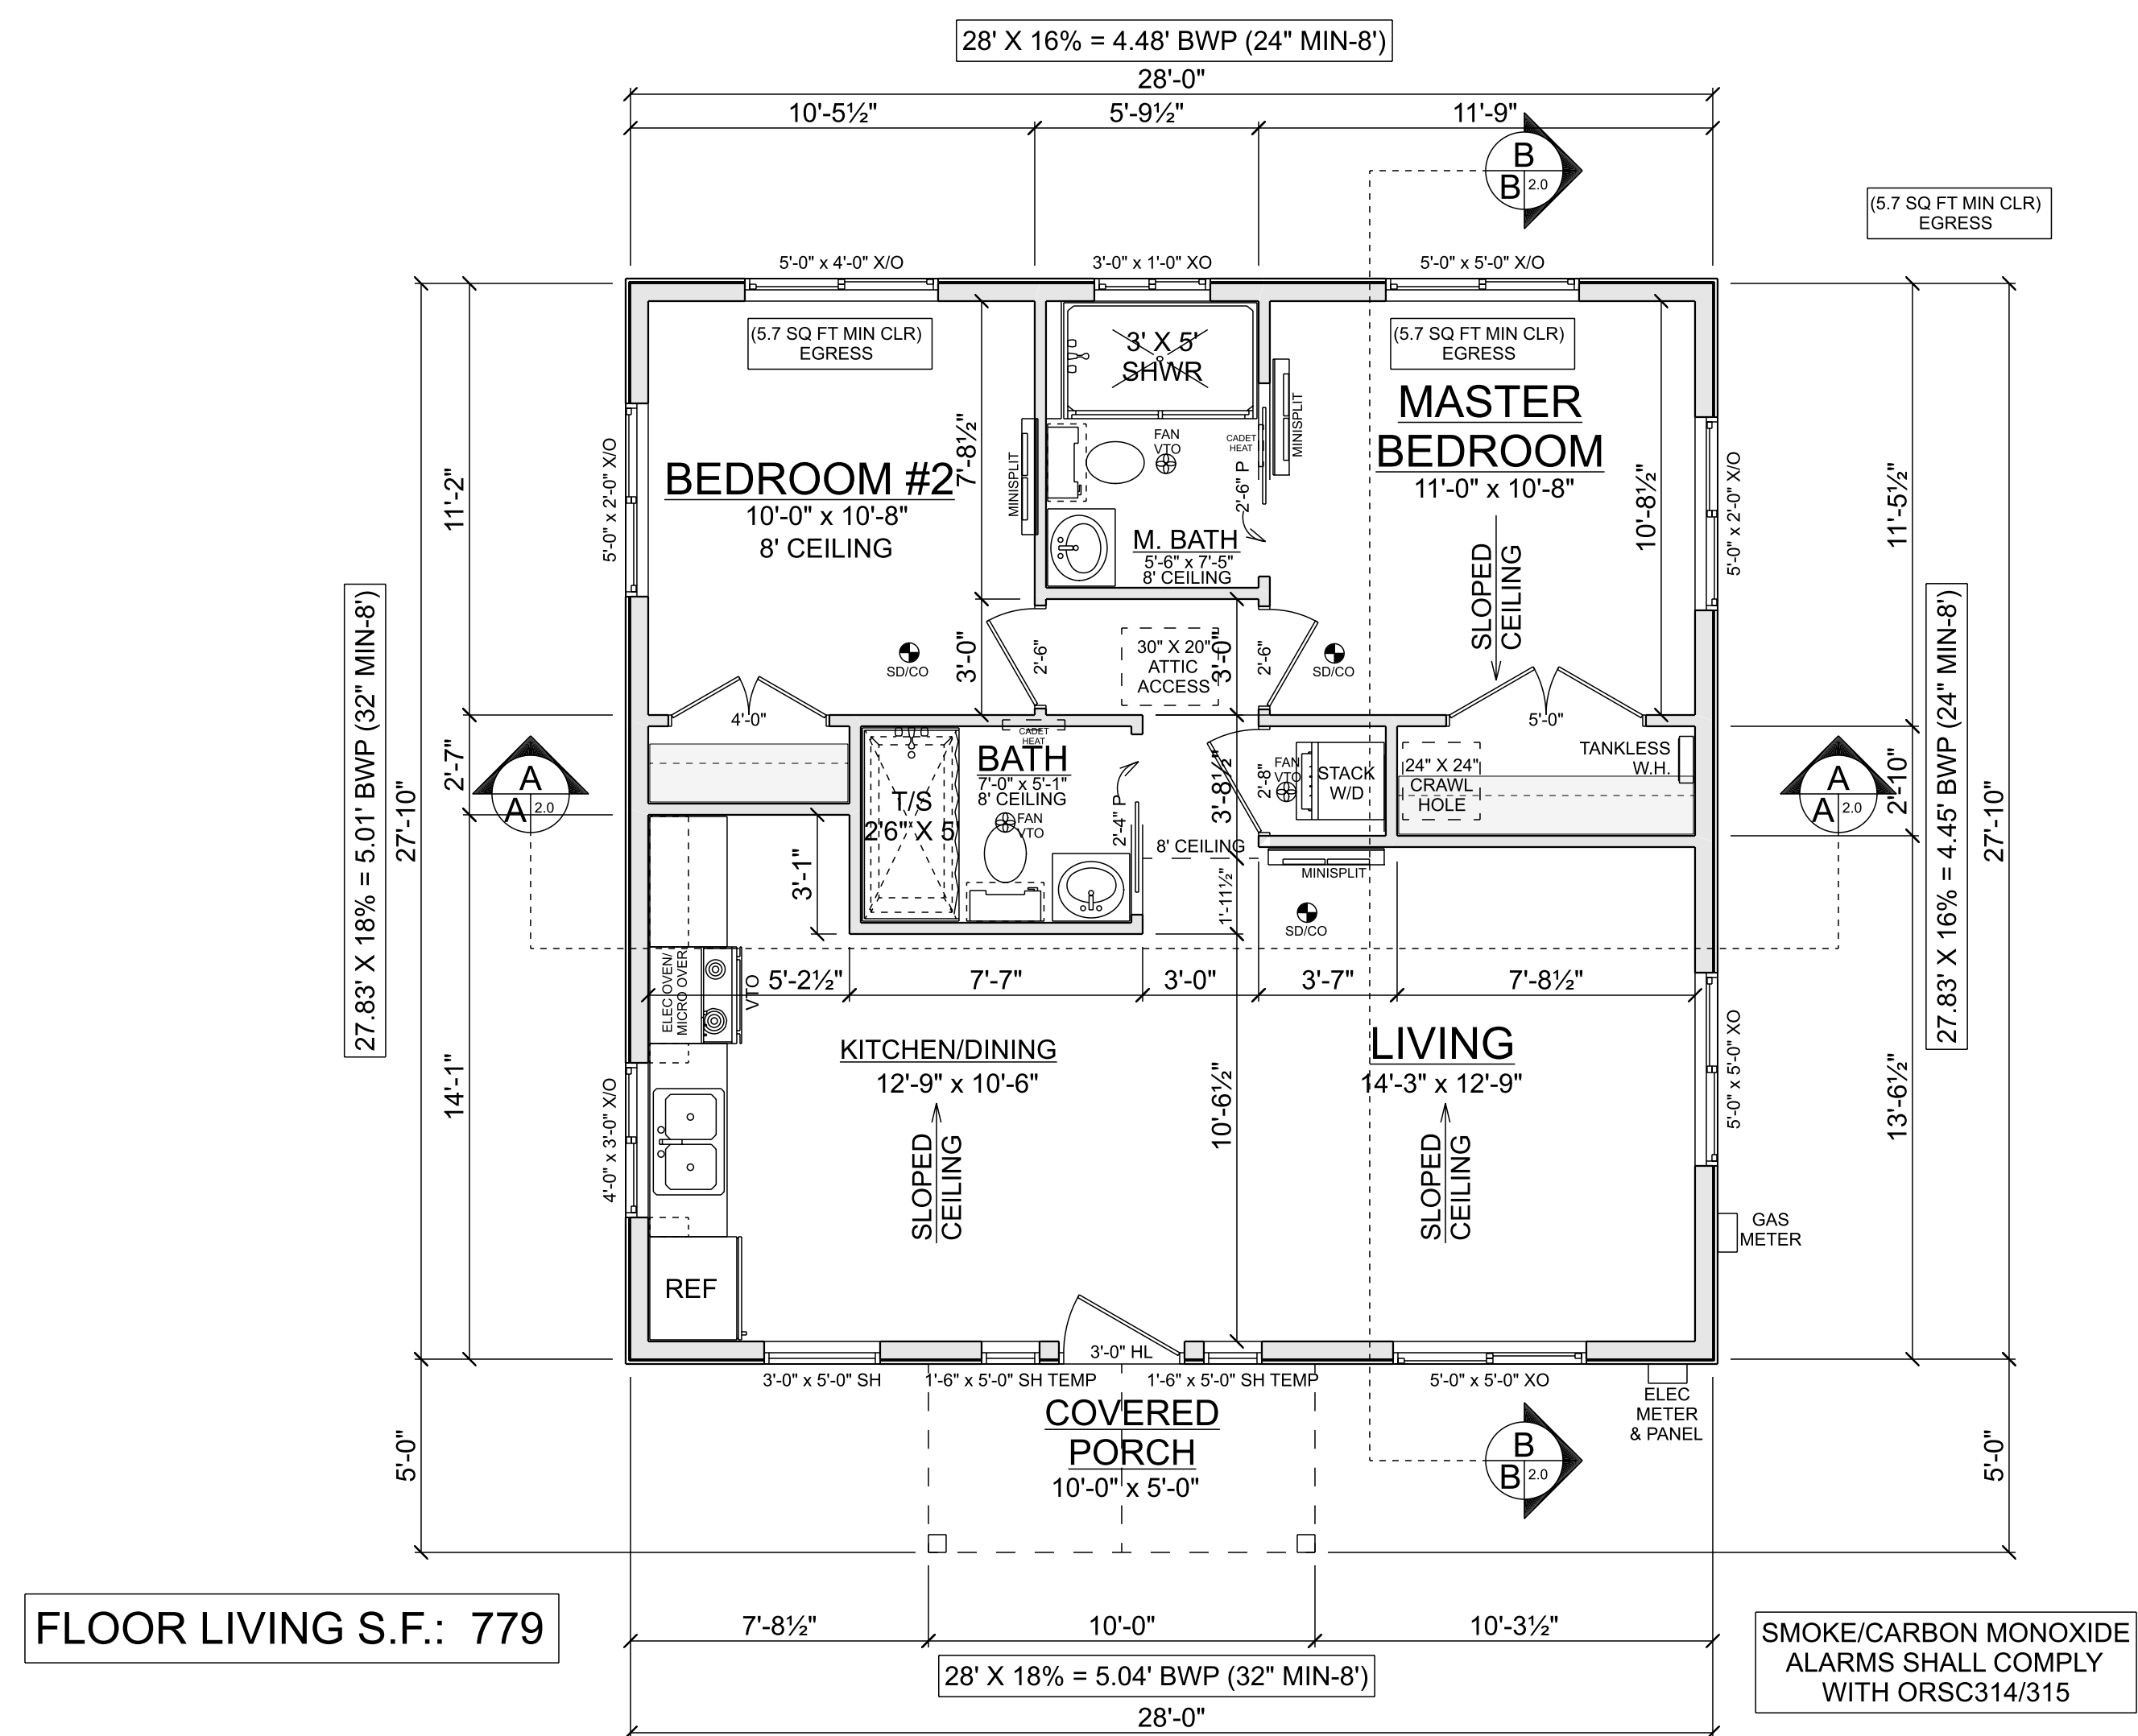 28' X 16% = 4.48' BWP (24" MIN-8')
28'-0"
10'-5½"
5'-9½"
11'-9"
B
B
2.0
(5.7 SQ FT MIN CLR)
EGRESS
5'-0" x 4'-0" X/O
3'-0" x 1'-0" XO
5'-0" x 5'-0" X/O
(5.7 SQ FT MIN CLR)
EGRESS
3' X 5'
SHWR
(5.7 SQ FT MIN CLR)
EGRESS
MASTER
BEDROOM
11'-0" x 10'-8"
MINISPLIT
FAN
VTO
CADET
HEAT
2'-6" P
7'-8½"
BEDROOM #2
10'-0" x 10'-8"
8' CEILING
MINISPLIT
10'-8½"
5'-0" x 2'-0" X/O
5'-0" x 2'-0" X/O
11'-2"
11'-5½"
M. BATH
5'-6" x 7'-5"
8' CEILING
SLOPED
CEILING
27.83' X 18% = 5.01' BWP (32" MIN-8')
27'-10"
27.83' X 16% = 4.45' BWP (24" MIN-8')
27'-10"
SD/CO
3'-0"
2'-6"
30" X 20"
ATTIC
ACCESS
3'-0"
2'-6"
SD/CO
4'-0"
5'-0"
CADET
HEAT
BATH
7'-0" x 5'-1"
8' CEILING
FAN
VTO
T/S
2'6" X 5'
2'-4" P
3'-8½"
2'-8"
FAN
VTO
STACK
W/D
24" X 24"
CRAWL
HOLE
TANKLESS
W.H.
2'-7"
A
A
2.0
A
A
2.0
2'-10"
3'-1"
8' CEILING
MINISPLIT
1'-11½"
SD/CO
ELEC OVEN/
MICRO OVER
VTO
5'-2½"
7'-7"
3'-0"
3'-7"
7'-8½"
14'-1"
4'-0" x 3'-0" X/O
KITCHEN/DINING
12'-9" x 10'-6"
SLOPED
CEILING
10'-6½"
LIVING
14'-3" x 12'-9"
SLOPED
CEILING
5'-0" x 5'-0" XO
13'-6½"
GAS
METER
REF
3'-0" HL
3'-0" x 5'-0" SH
1'-6" x 5'-0" SH TEMP
1'-6" x 5'-0" SH TEMP
5'-0" x 5'-0" XO
ELEC
METER
& PANEL
COVERED
PORCH
10'-0" x 5'-0"
5'-0"
B
B
2.0
5'-0"
FLOOR LIVING S.F.: 779
7'-8½"
10'-0"
10'-3½"
28' X 18% = 5.04' BWP (32" MIN-8')
28'-0"
SMOKE/CARBON MONOXIDE
ALARMS SHALL COMPLY
WITH ORSC314/315